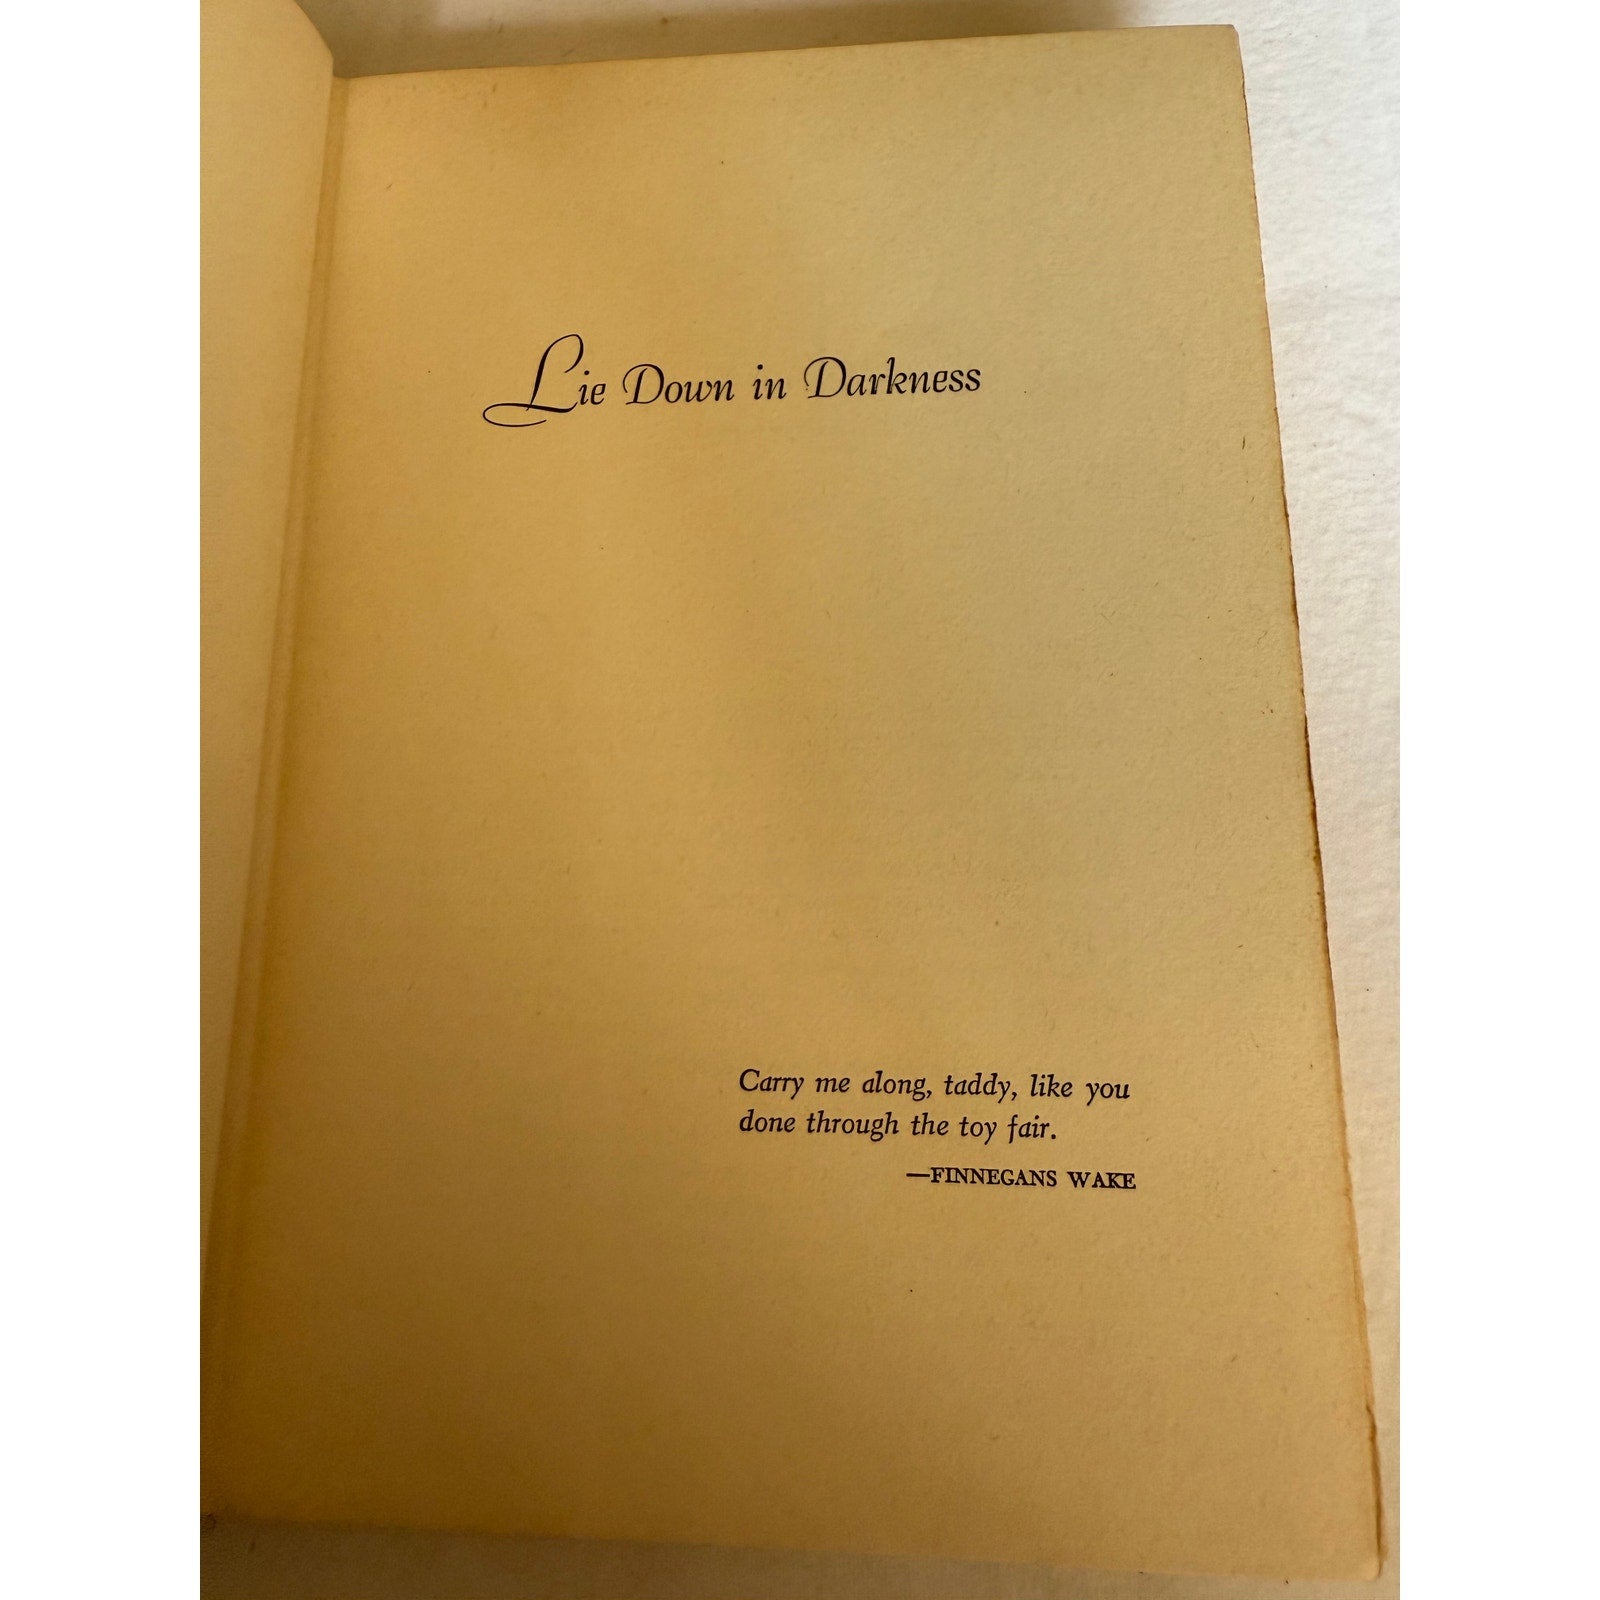 Lie Down in Darkness
Carry me along, taddy, like you
done through the toy fair.
—FINNEGANS WAKE